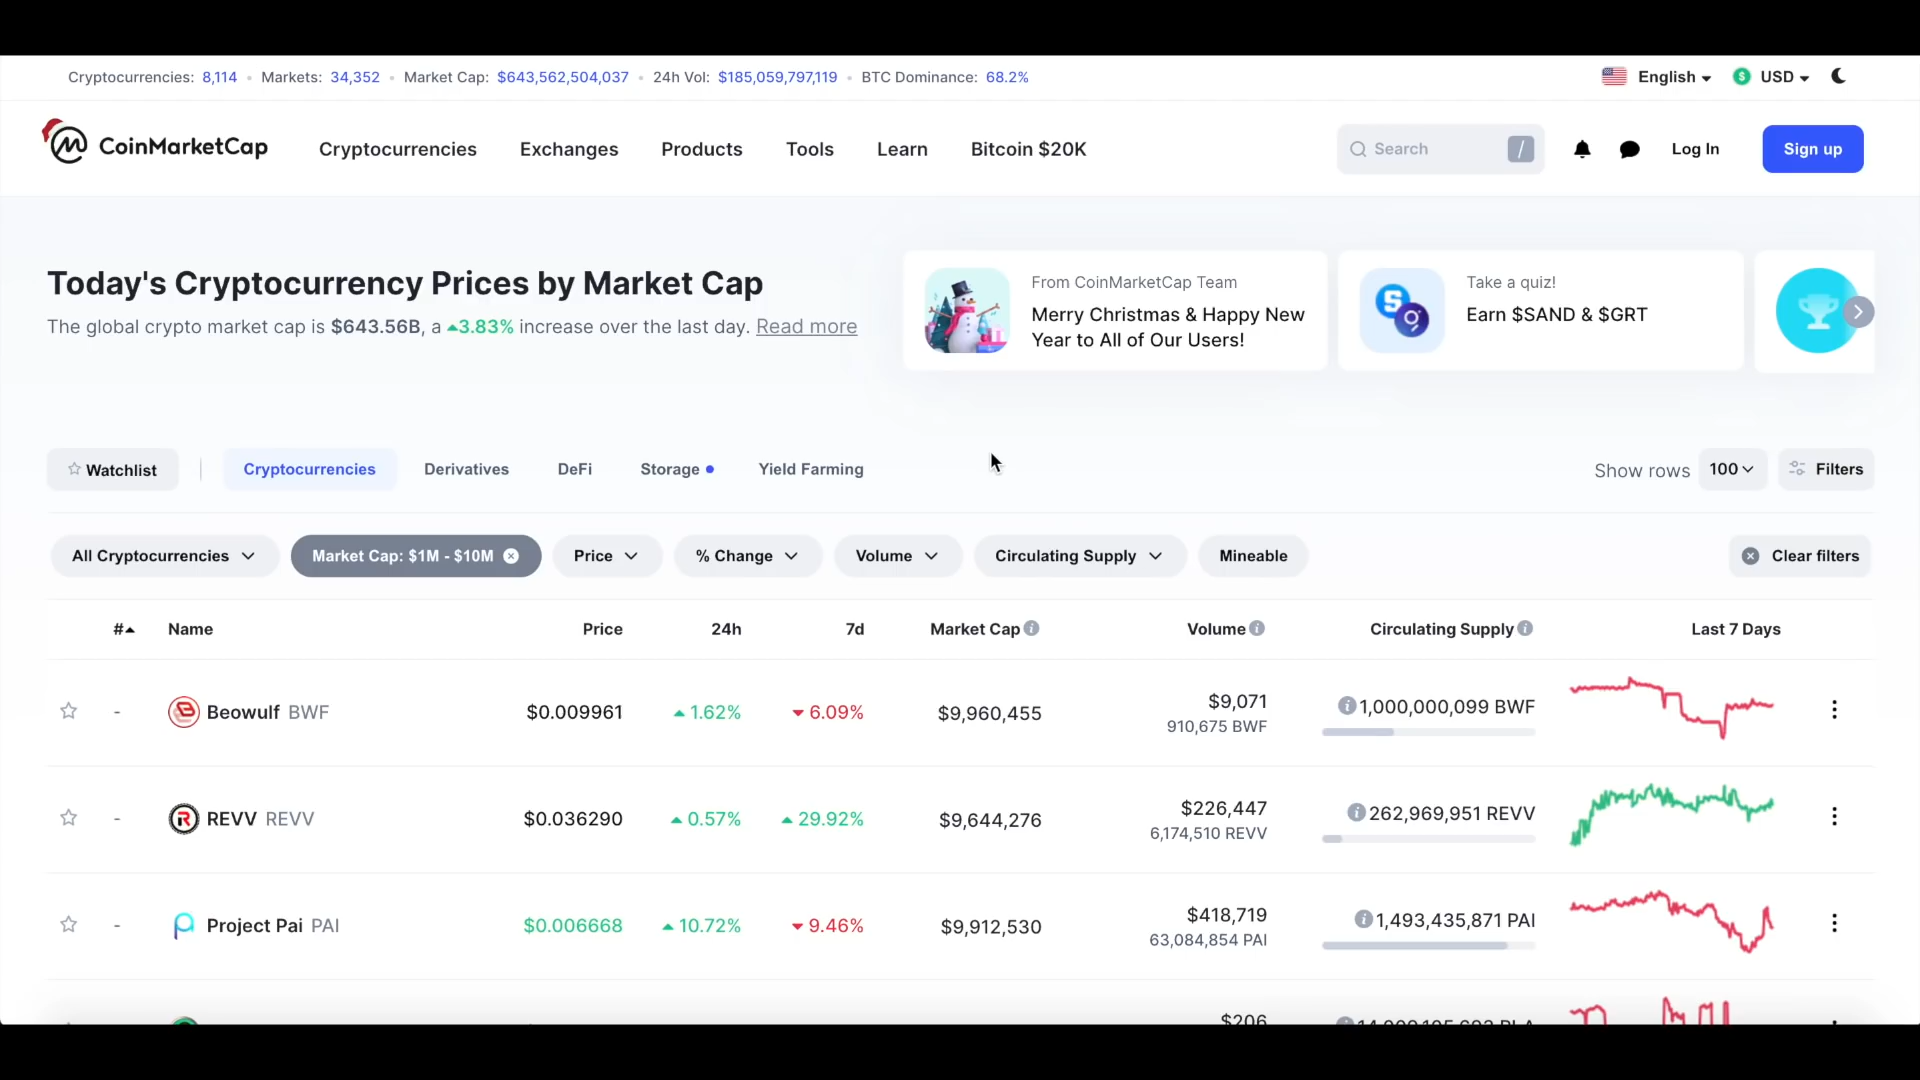 Cryptocurrencies: 8,114 • Markets: 34,352 • Market Cap: $643,562,504,037 • 24h Vol: $185,059,797,119 • BTC Dominance: 68.2%
English
USD
CoinMarketCap
Cryptocurrencies
Exchanges
Products
Tools
Learn
Bitcoin $20K
Search
/
Log In
Sign up
Today's Cryptocurrency Prices by Market Cap
The global crypto market cap is $643.56B, a 3.83% increase over the last day. Read more
From CoinMarketCap Team
Merry Christmas & Happy New
Year to All of Our Users!
Take a quiz!
Earn $SAND & $GRT
Watchlist
Cryptocurrencies
Derivatives
DeFi
Storage
Yield Farming
Show rows
100
Filters
All Cryptocurrencies
Market Cap: $1M - $10M
Price
% Change
Volume
Circulating Supply
Mineable
Clear filters
# Name Price 24h 7d Market Cap Volume Circulating Supply Last 7 Days
- Beowulf BWF $0.009961 1.62% 6.09% $9,960,455 $9,071 1,000,000,099 BWF
910,675 BWF
- REVV REVV $0.036290 0.57% 29.92% $9,644,276 $226,447 262,969,951 REVV
6,174,510 REVV
- Project Pai PAI $0.006668 10.72% 9.46% $9,912,530 $418,719 1,493,435,871 PAI
63,084,854 PAI
$206